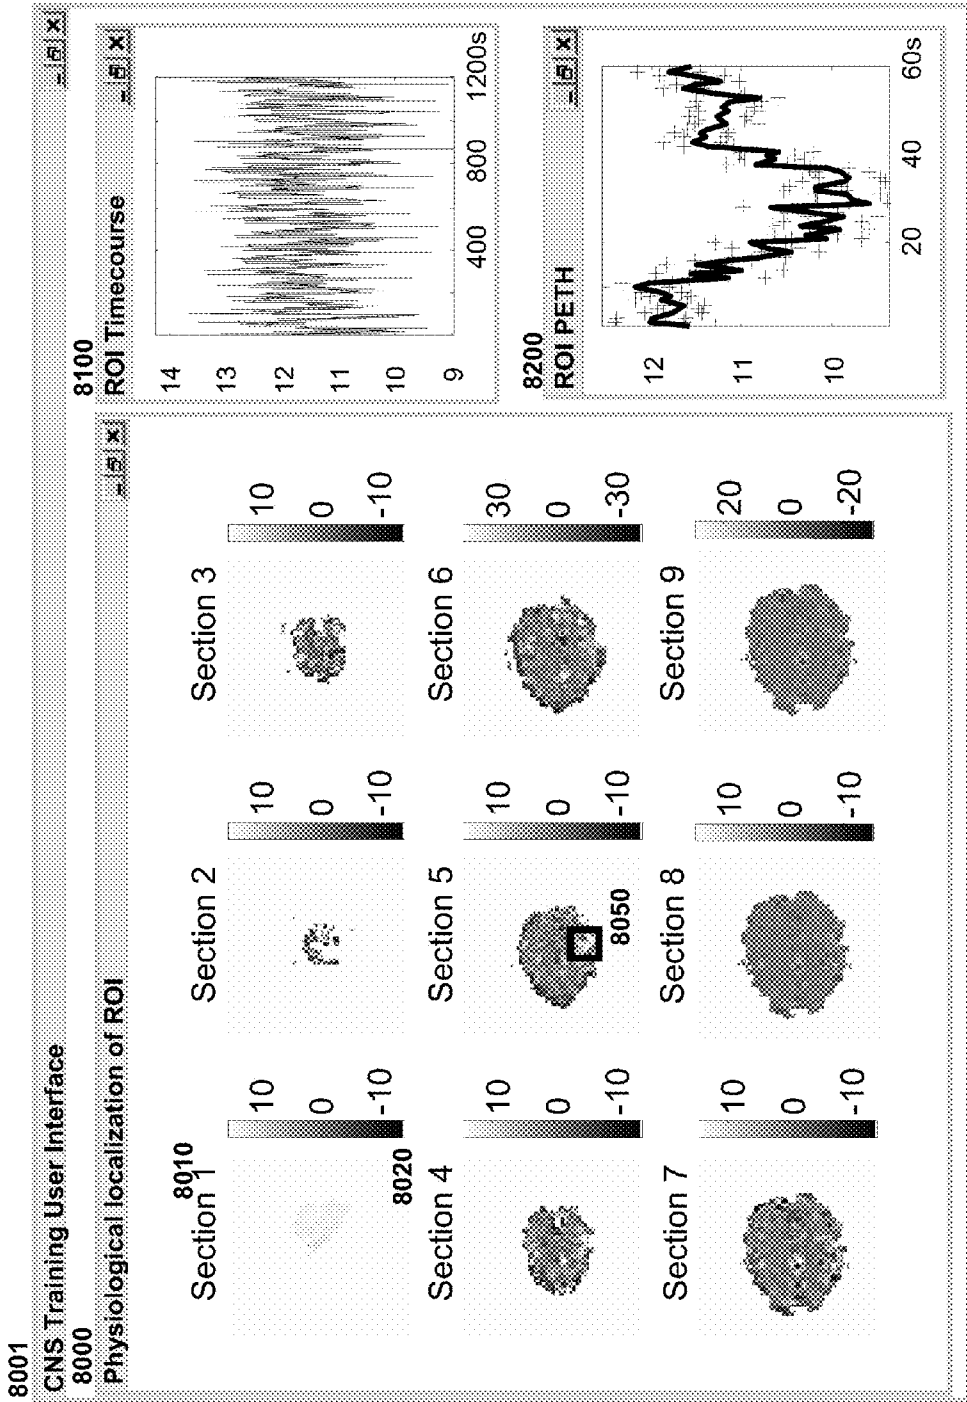 8001
CNS Training User Interface
8000
Physiological localization of ROI
8010
Section 1
10
0
-10
8020
Section 2
10
0
-10
Section 3
10
0
-10
Section 4
10
0
-10
Section 5
10
0
-10
8050
Section 6
30
0
-30
Section 7
10
0
-10
Section 8
10
0
-10
Section 9
20
0
-20
8100
ROI Timecourse
14
13
12
11
10
9
400 800 1200s
8200
ROI PETH
12
11
10
20 40 60s